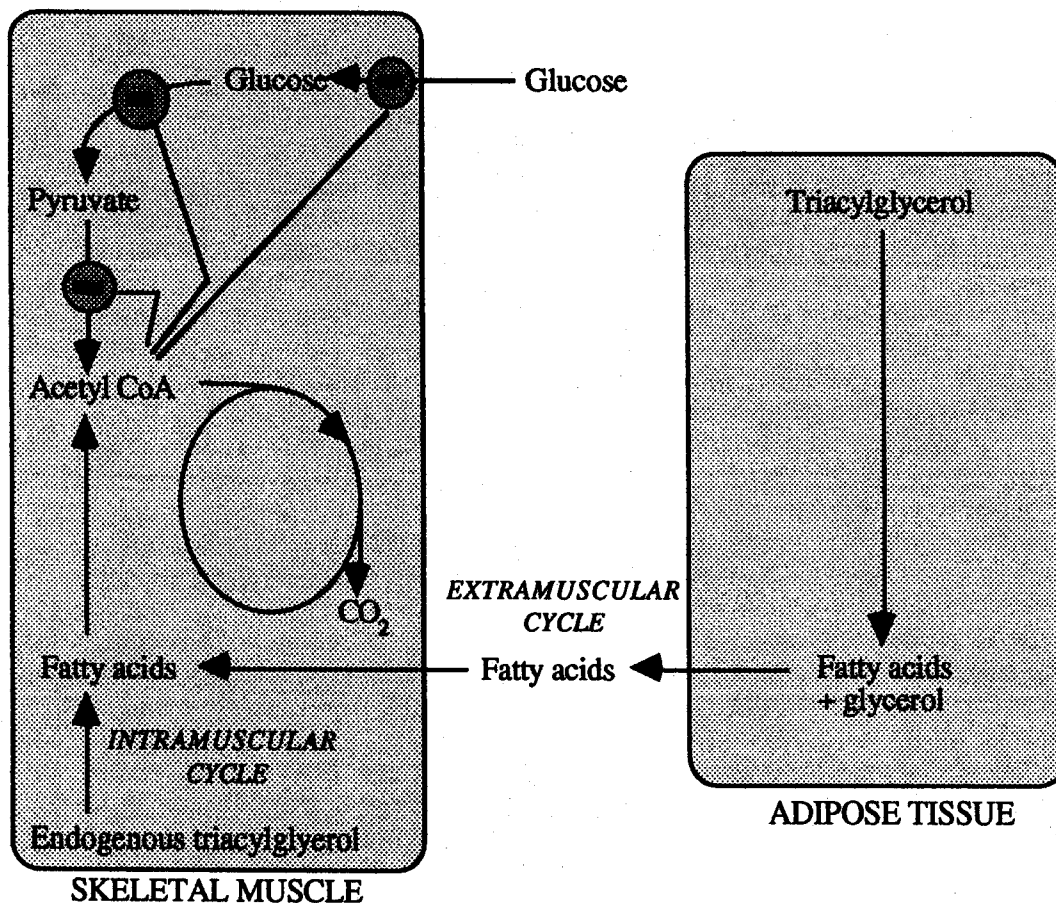 Glucose
Glucose
Pyruvate
Triacylglycerol
Acetyl CoA
CO2
EXTRAMUSCULAR
CYCLE
Fatty acids
Fatty acids
Fatty acids
+ glycerol
INTRAMUSCULAR
CYCLE
Endogenous triacylglyerol
ADIPOSE TISSUE
SKELETAL MUSCLE